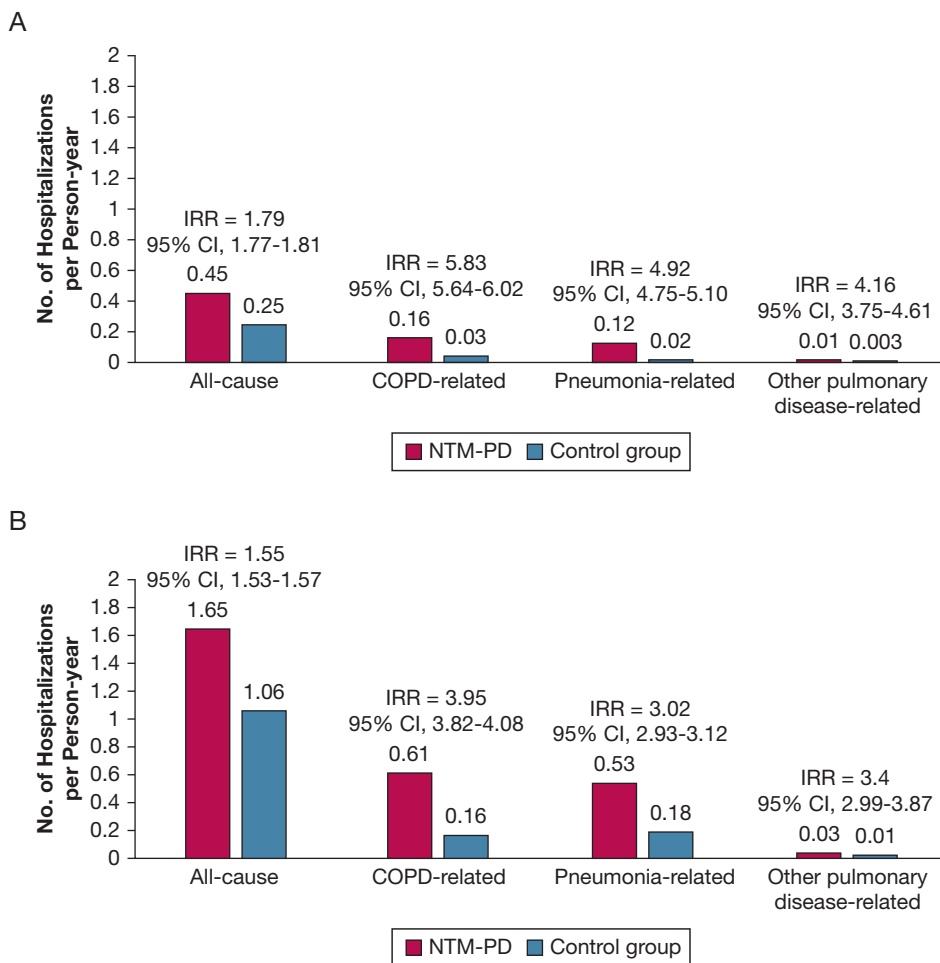 A
No. of Hospitalizations
per Person-year
2
1.8
1.6
1.4
1.2
1
0.8
0.6
0.4
0.2
0
IRR = 1.79
95% CI, 1.77-1.81
0.45
0.25
IRR = 5.83
95% CI, 5.64-6.02
0.16
0.03
IRR = 4.92
95% CI, 4.75-5.10
0.12
0.02
IRR = 4.16
95% CI, 3.75-4.61
0.01
0.003
All-cause
COPD-related
Pneumonia-related
Other pulmonary
disease-related
NTM-PD
Control group
B
No. of Hospitalizations
per Person-year
2
1.8
1.6
1.4
1.2
1
0.8
0.6
0.4
0.2
0
IRR = 1.55
95% CI, 1.53-1.57
1.65
1.06
IRR = 3.95
95% CI, 3.82-4.08
0.61
0.16
IRR = 3.02
95% CI, 2.93-3.12
0.53
0.18
IRR = 3.4
95% CI, 2.99-3.87
0.03
0.01
All-cause
COPD-related
Pneumonia-related
Other pulmonary
disease-related
NTM-PD
Control group